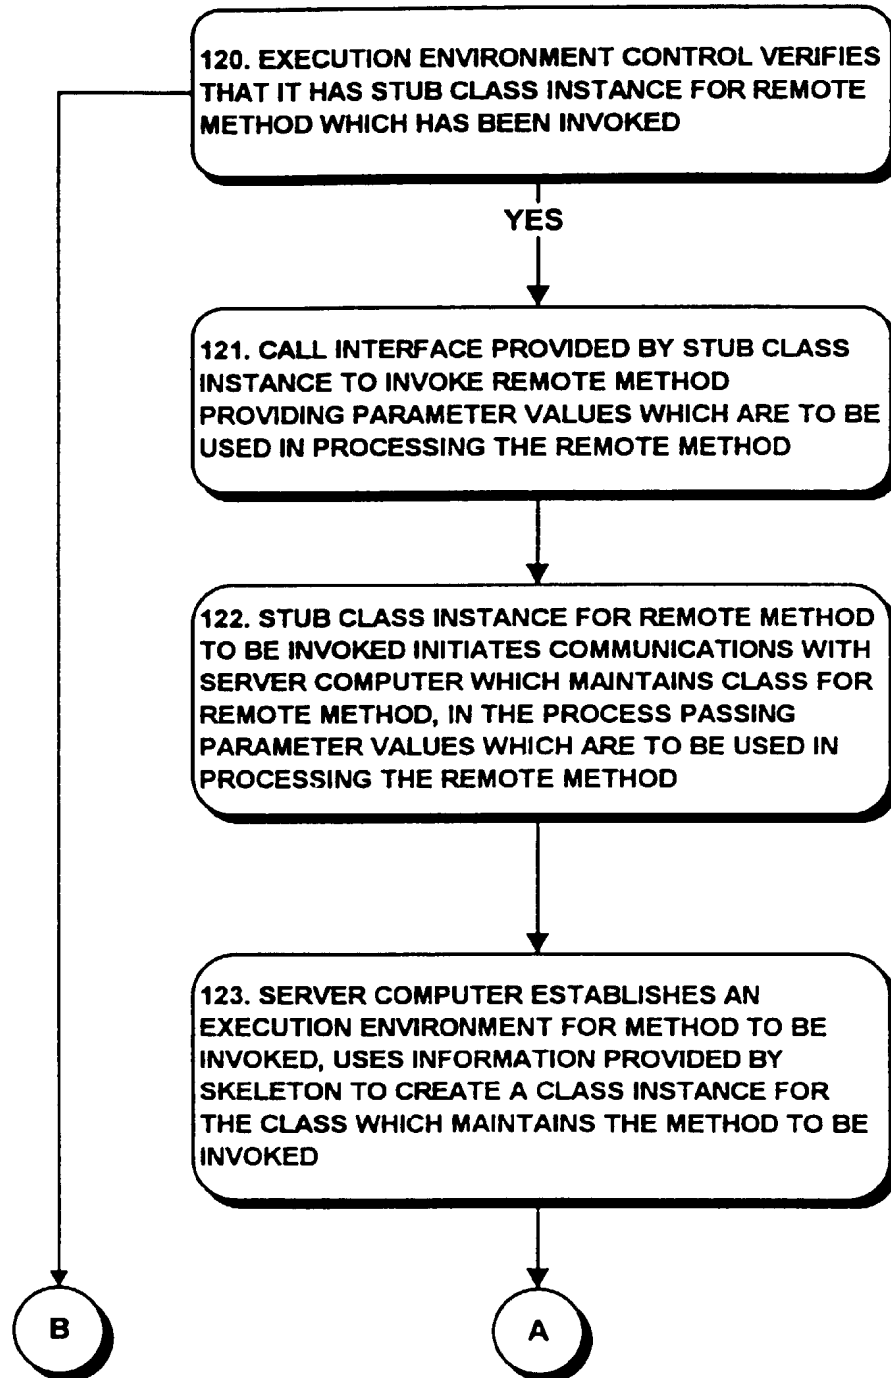 120. EXECUTION ENVIRONMENT CONTROL VERIFIES
THAT IT HAS STUB CLASS INSTANCE FOR REMOTE
METHOD WHICH HAS BEEN INVOKED
YES
121. CALL INTERFACE PROVIDED BY STUB CLASS
INSTANCE TO INVOKE REMOTE METHOD
PROVIDING PARAMETER VALUES WHICH ARE TO BE
USED IN PROCESSING THE REMOTE METHOD
122. STUB CLASS INSTANCE FOR REMOTE METHOD
TO BE INVOKED INITIATES COMMUNICATIONS WITH
SERVER COMPUTER WHICH MAINTAINS CLASS FOR
REMOTE METHOD, IN THE PROCESS PASSING
PARAMETER VALUES WHICH ARE TO BE USED IN
PROCESSING THE REMOTE METHOD
123. SERVER COMPUTER ESTABLISHES AN
EXECUTION ENVIRONMENT FOR METHOD TO BE
INVOKED, USES INFORMATION PROVIDED BY
SKELETON TO CREATE A CLASS INSTANCE FOR
THE CLASS WHICH MAINTAINS THE METHOD TO BE
INVOKED
B
A